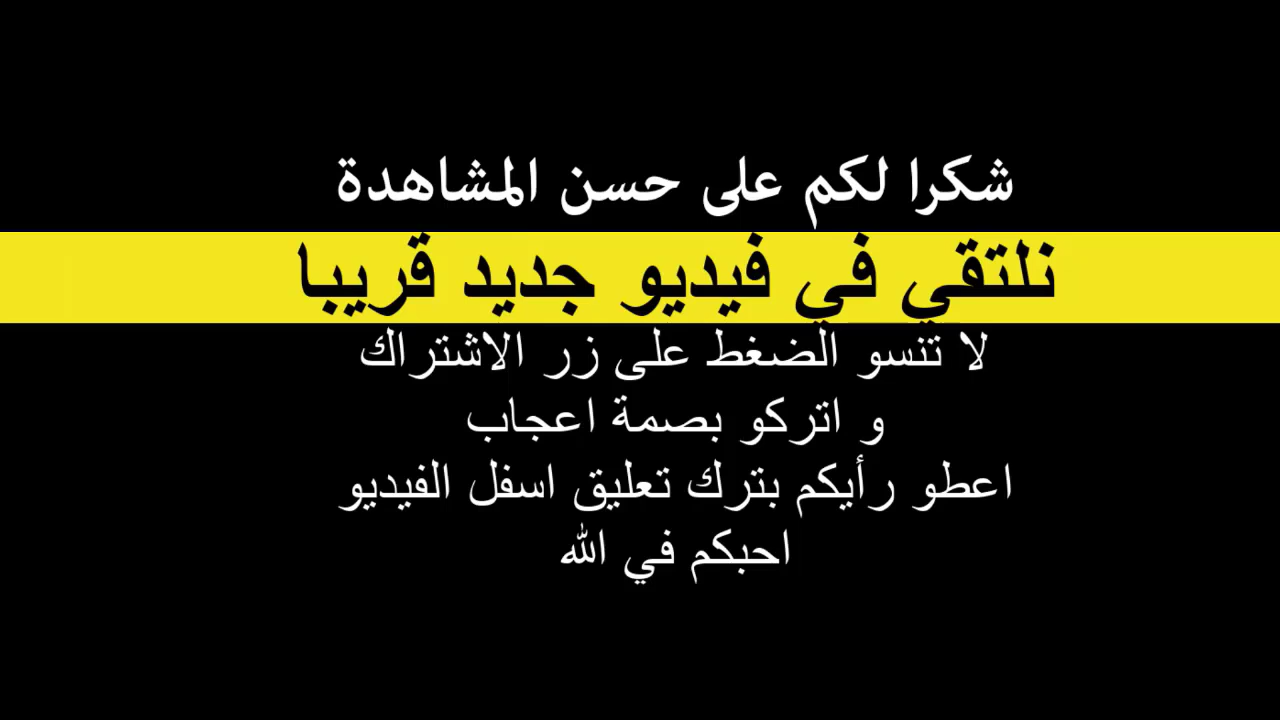 شكرا لكم على حسن المشاهدة
نلتقي في فيديو جديد قريبا
لا تنسو الضغط على زر الاشتراك
و اتركو بصمة اعجاب
اعطو رأيكم بترك تعليق اسفل الفيديو
احبكم في الله